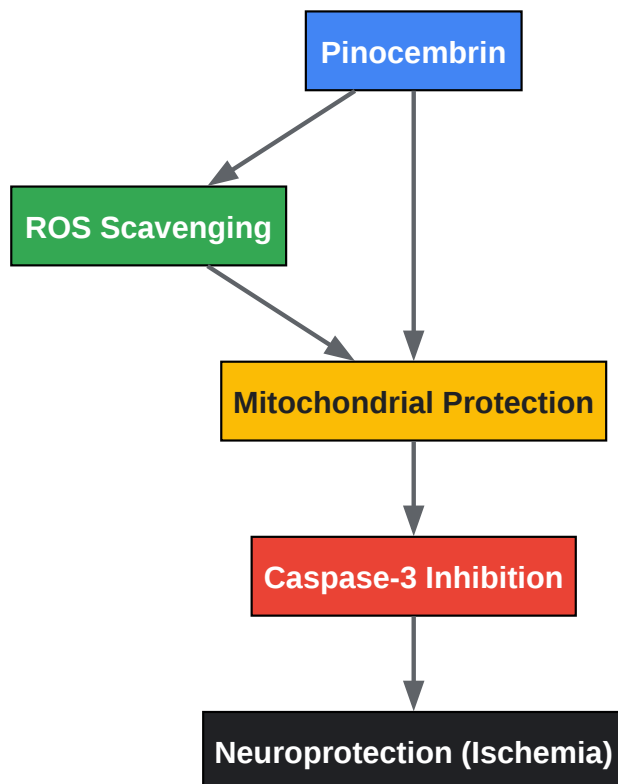 Pinocembrin
ROS Scavenging
Mitochondrial Protection
Caspase-3 Inhibition
Neuroprotection (Ischemia)